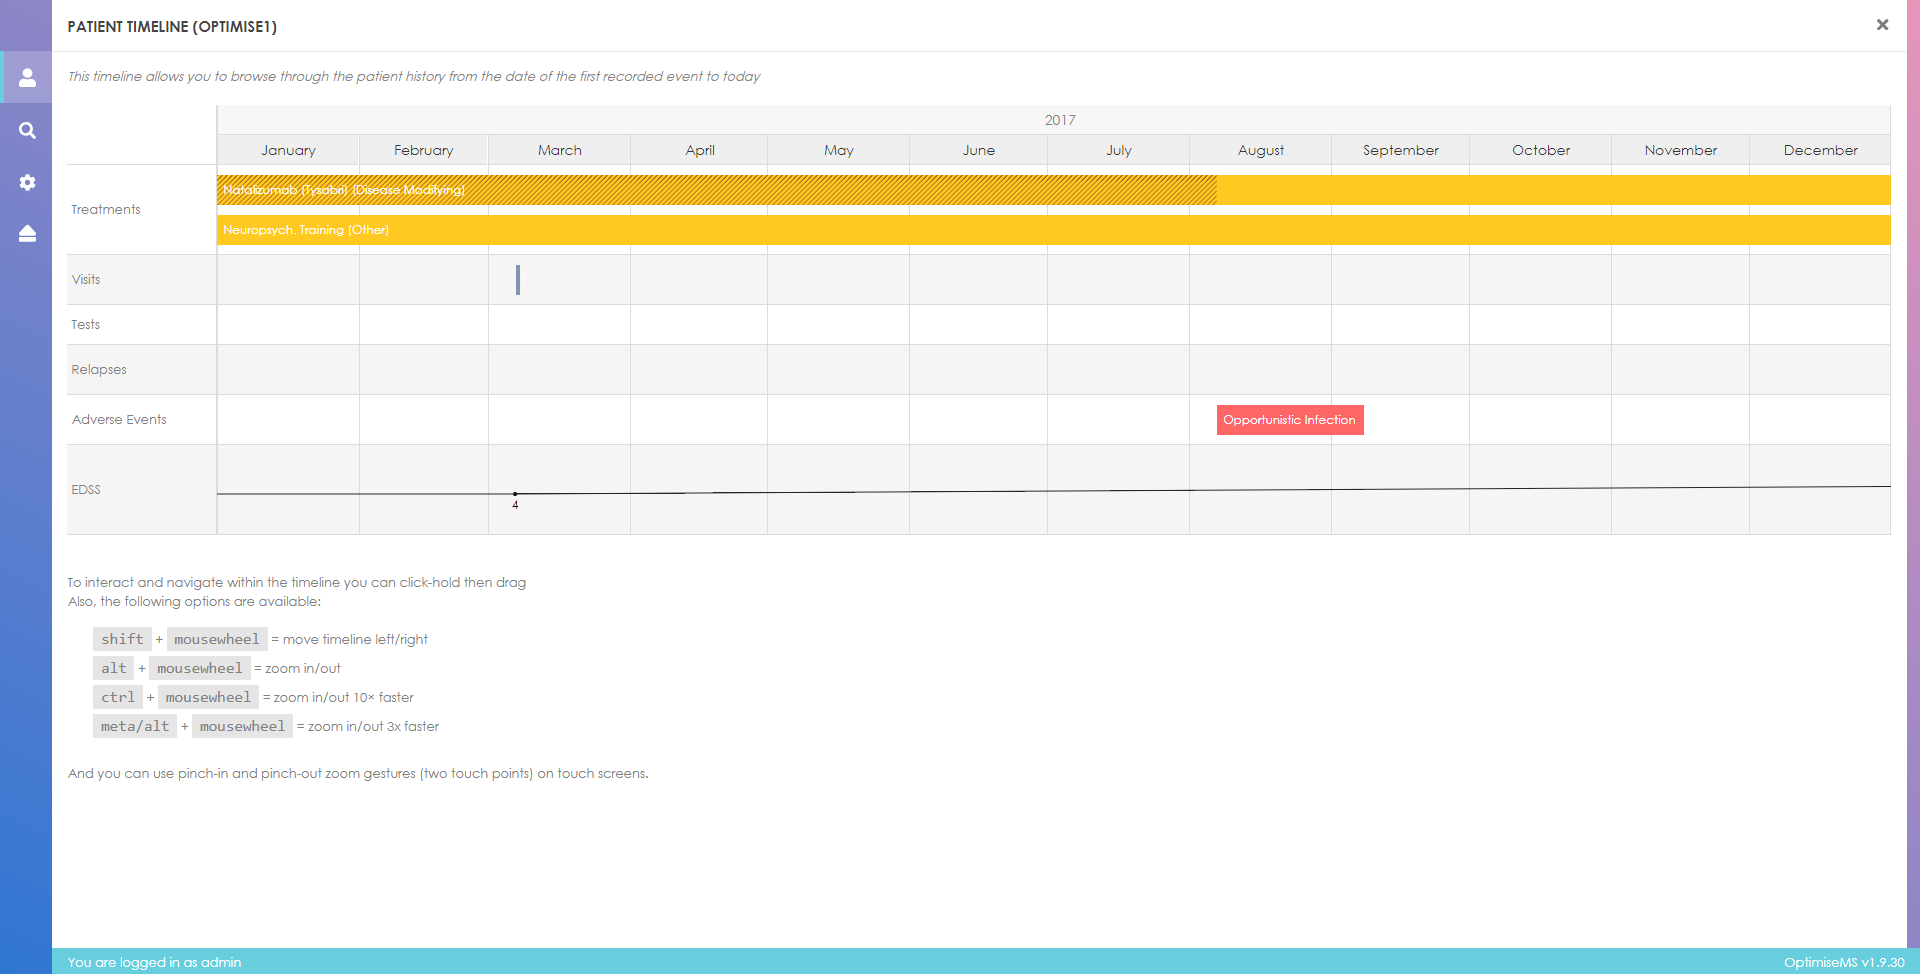 PATIENT TIMELINE (OPTIMISE1)
This timeline allows you to browse through the patient history from the date of the first recorded event to today
2017
January February March April May June July August September October November December
Treatments
Natalizumab (Tysabri) (Disease Modifying)
Neuropsych. Training (Other)
Visits
Tests
Relapses
Adverse Events
Opportunistic Infection
EDSS
4
To interact and navigate within the timeline you can click-hold then drag
Also, the following options are available:
shift + mousewheel = move timeline left/right
alt + mousewheel = zoom in/out
ctrl + mousewheel = zoom in/out 10× faster
meta/alt + mousewheel = zoom in/out 3x faster
And you can use pinch-in and pinch-out zoom gestures (two touch points) on touch screens.
You are logged in as admin
OptimiseMS v1.9.30